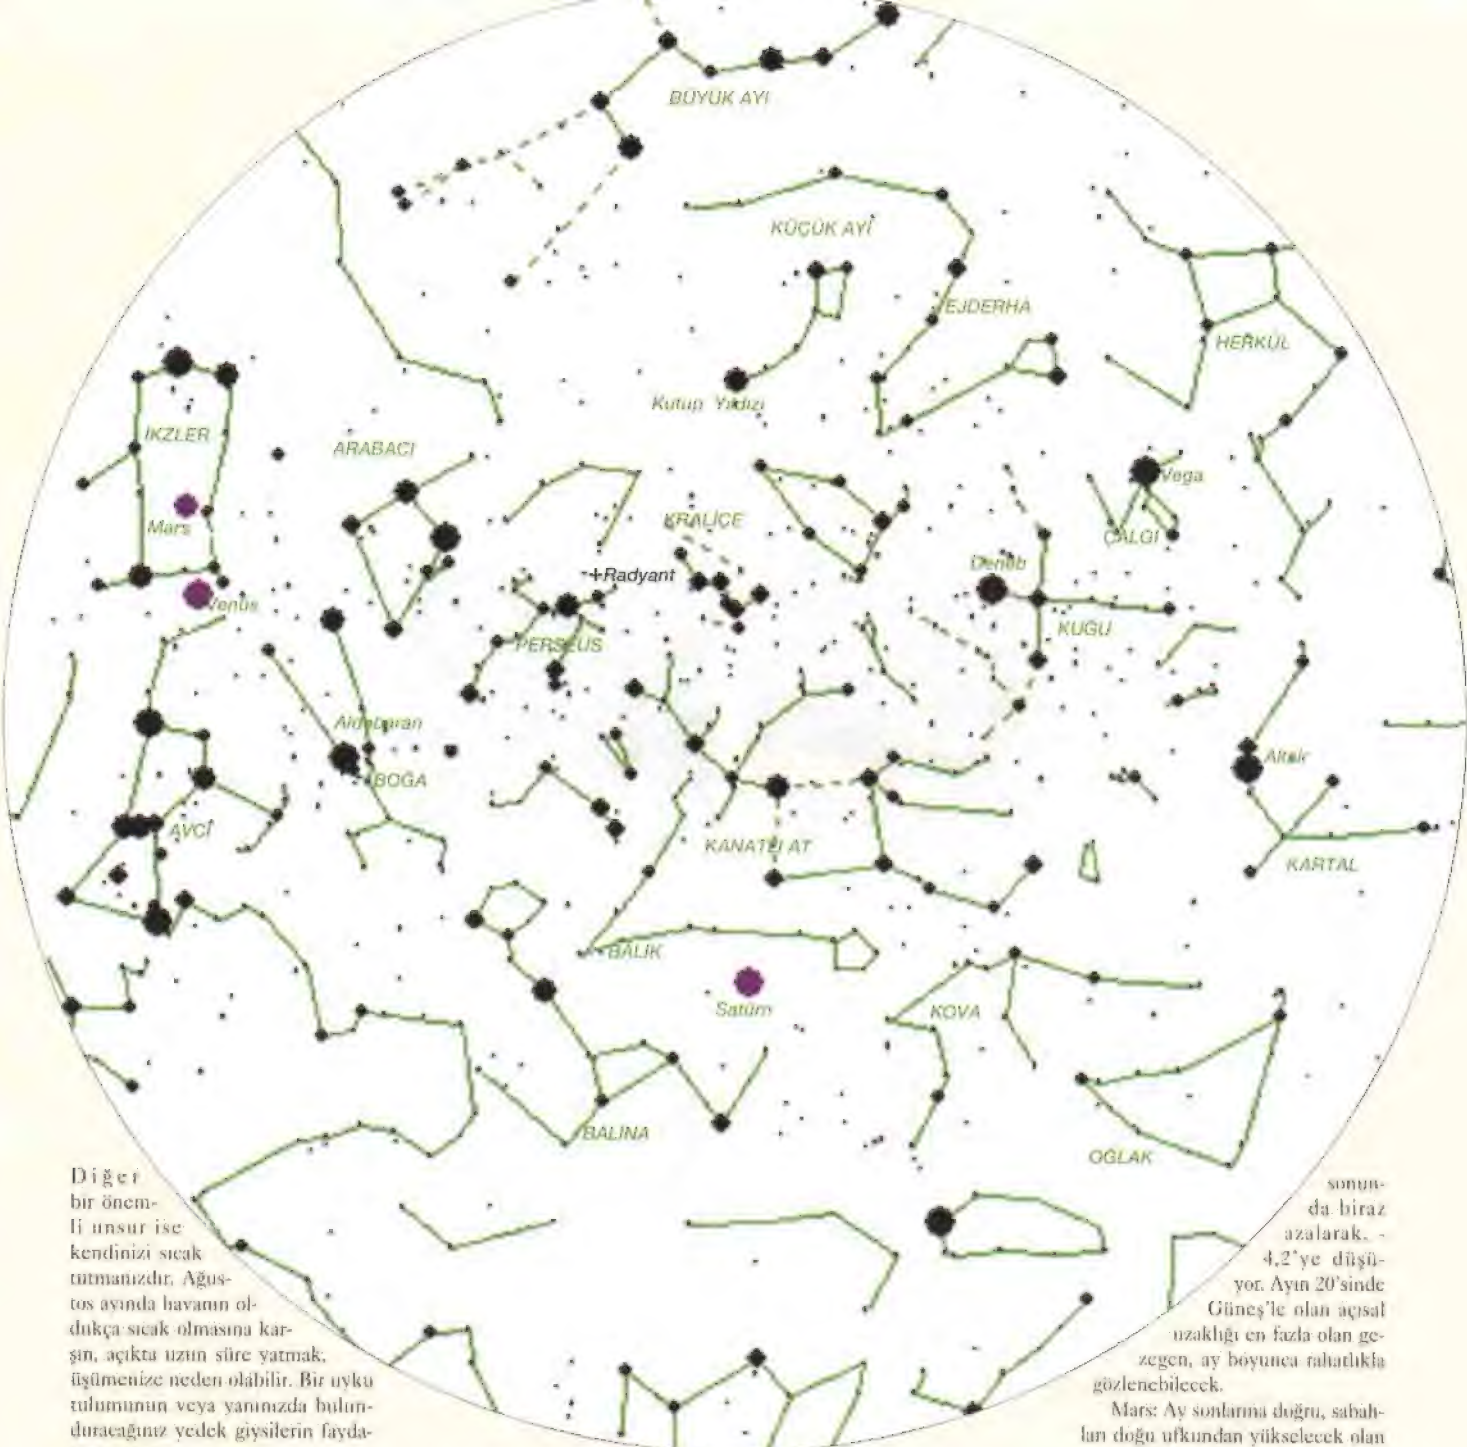 BÜYÜK AYI
KÜÇÜK AYI
EJDERHA
HERKÜL
Kutup Yıldızı
İKZLER
ARABACI
Vega
KRALİÇE
Mars
ÇALGI
Deneb
+Radyant
Venüs
KUĞU
PERSEUS
Aldebaran
Altair
BOĞA
AVCI
KANATLI AT
KARTAL
BALIK
Satürn
KOVA
BALİNA
OĞLAK
Diğer
bir önem-
li unsur ise
kendinizi sıcak
tutmanızdır. Ağus-
tos ayında havanın ol-
dukça sıcak olmasına kar-
şın, açıkta uzun süre yatmak,
üşümenize neden olabilir. Bir uyku
tulumunun veya yanınızda bulun-
duracağınız yedek giysilerin fayda-
sonun-
da biraz
azalarak, -
4,2'ye düşü-
yor. Ayın 20'sinde
Güneş'le olan açısal
uzaklığı en fazla olan ge-
zegen, ay boyunca rahatlıkla
gözlenebilecek.
Mars: Ay sonlarına doğru, sabah-
ları doğu ufkundan yükselecek olan